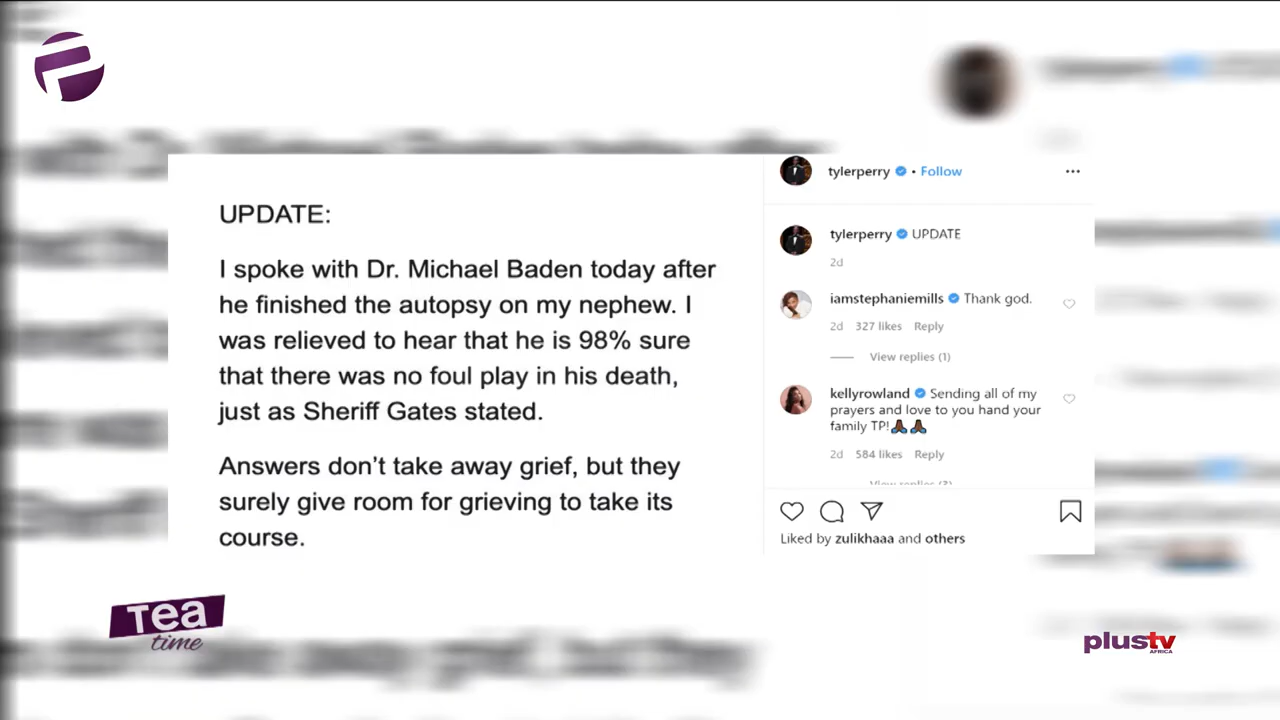 UPDATE:
I spoke with Dr. Michael Baden today after
he finished the autopsy on my nephew. I
was relieved to hear that he is 98% sure
that there was no foul play in his death,
just as Sheriff Gates stated.
Answers don't take away grief, but they
surely give room for grieving to take its
course.
tylerperry • Follow
tylerperry UPDATE
2d
iamstephaniemills Thank god.
2d 327 likes Reply
View replies (1)
kellyrowland Sending all of my
prayers and love to you hand your
family TP!🙏🏾🙏🏾
2d 584 likes Reply
View replies (3)
Liked by zulikhaaa and others
Tea
time
plustv
AFRICA